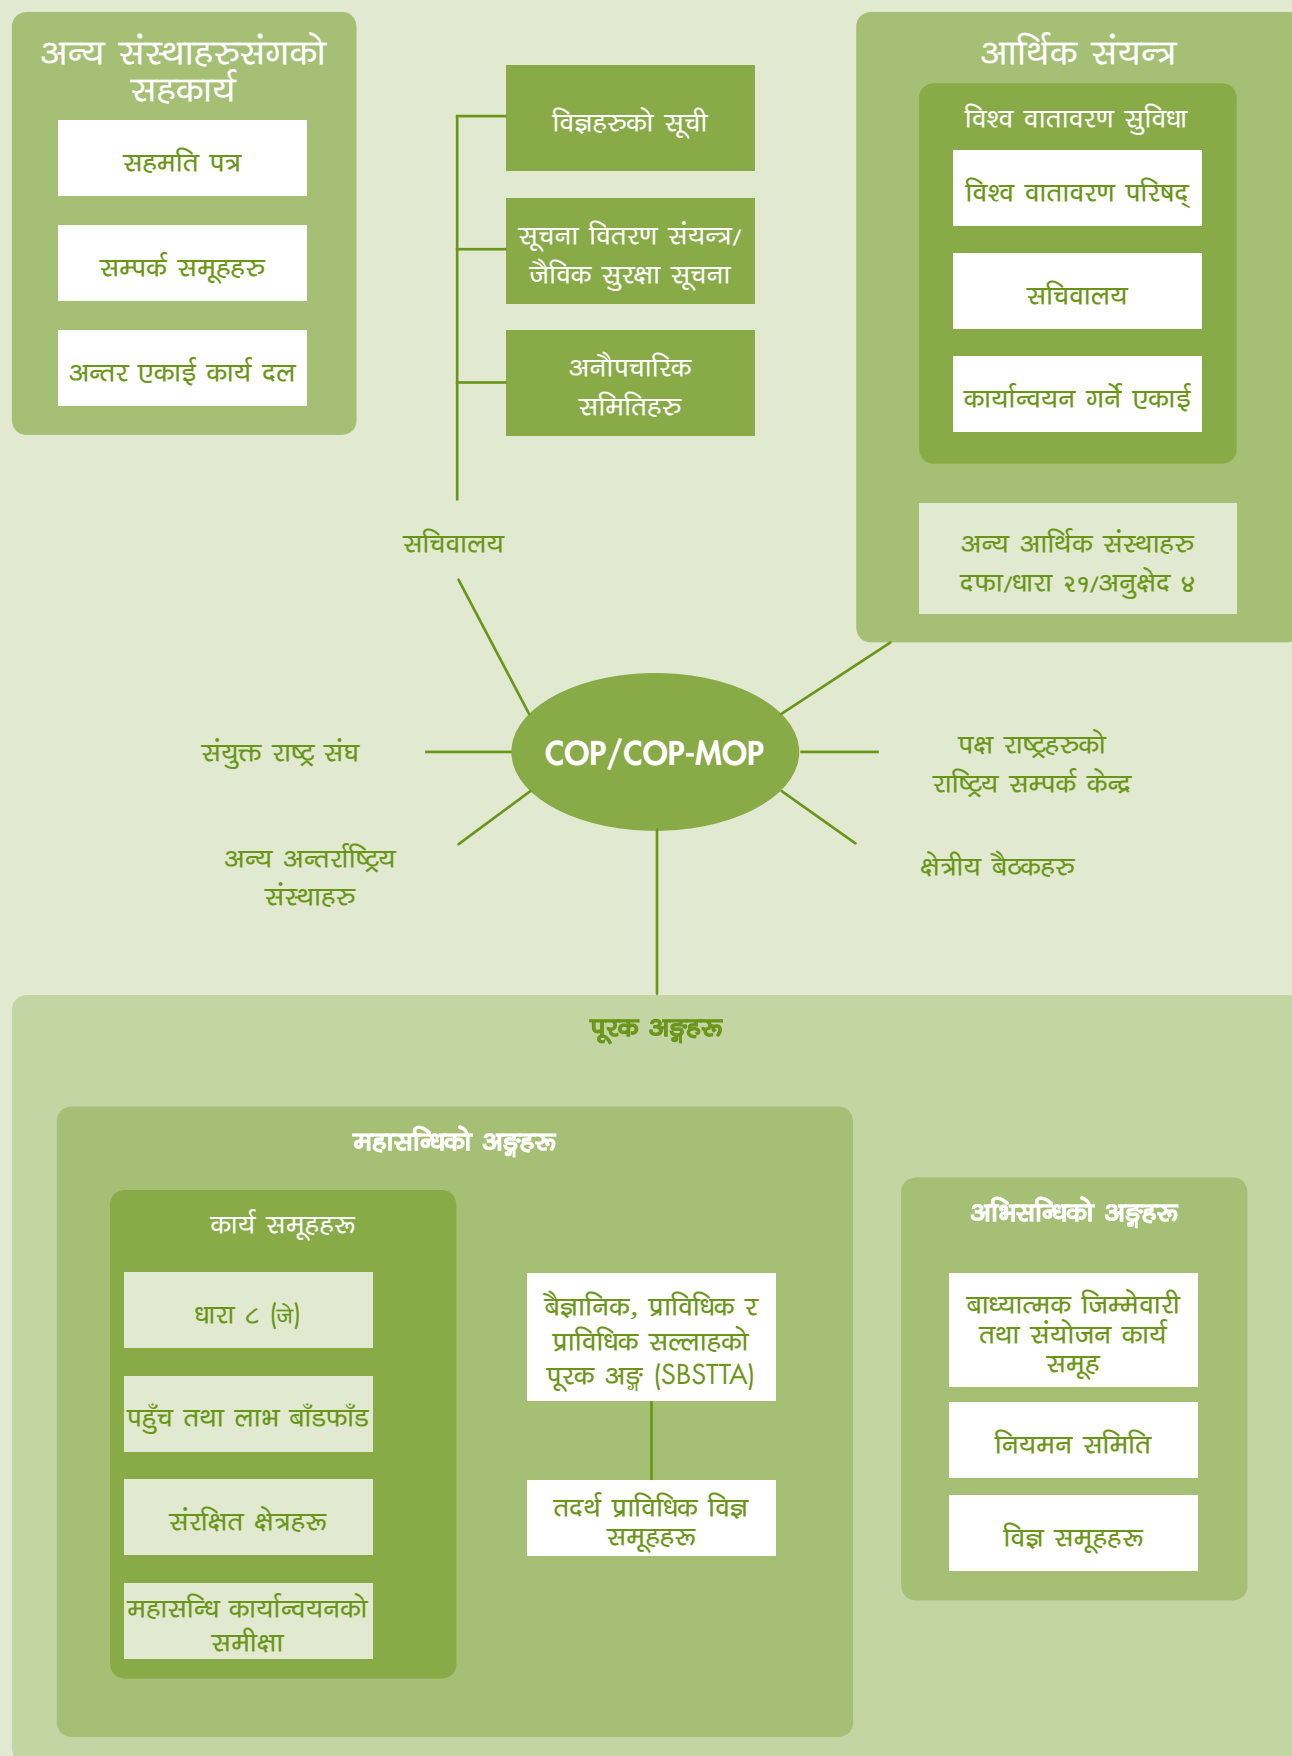 अन्य संस्थाहरुसंगको
सहकार्य
सहमति पत्र
सम्पर्क समूहहरु
अन्तर एकाई कार्य दल
विज्ञहरुको सूची
सूचना वितरण संयन्त्र/
जैविक सुरक्षा सूचना
अनौपचारिक
समितिहरु
सचिवालय
आर्थिक संयन्त्र
विश्व वातावरण सुविधा
विश्व वातावरण परिषद्
सचिवालय
कार्यान्वयन गर्ने एकाई
अन्य आर्थिक संस्थाहरु
दफा/धारा २१/अनुक्षेद ४
संयुक्त राष्ट्र संघ
COP/COP-MOP
पक्ष राष्ट्रहरुको
राष्ट्रिय सम्पर्क केन्द्र
अन्य अन्तर्राष्ट्रिय
संस्थाहरु
क्षेत्रीय बैठकहरु
पूरक अङ्गहरू
महासन्धिको अङ्गहरू
कार्य समूहहरू
धारा ८ (जे)
पहुँच तथा लाभ बाँडफाँड
संरक्षित क्षेत्रहरू
महासन्धि कार्यान्वयनको
समीक्षा
बैज्ञानिक, प्राविधिक र
प्राविधिक सल्लाहको
पूरक अङ्ग (SBSTTA)
तदर्थ प्राविधिक विज्ञ
समूहहरू
अभिसन्धिको अङ्गहरू
बाध्यात्मक जिम्मेवारी
तथा संयोजन कार्य
समूह
नियमन समिति
विज्ञ समूहहरू